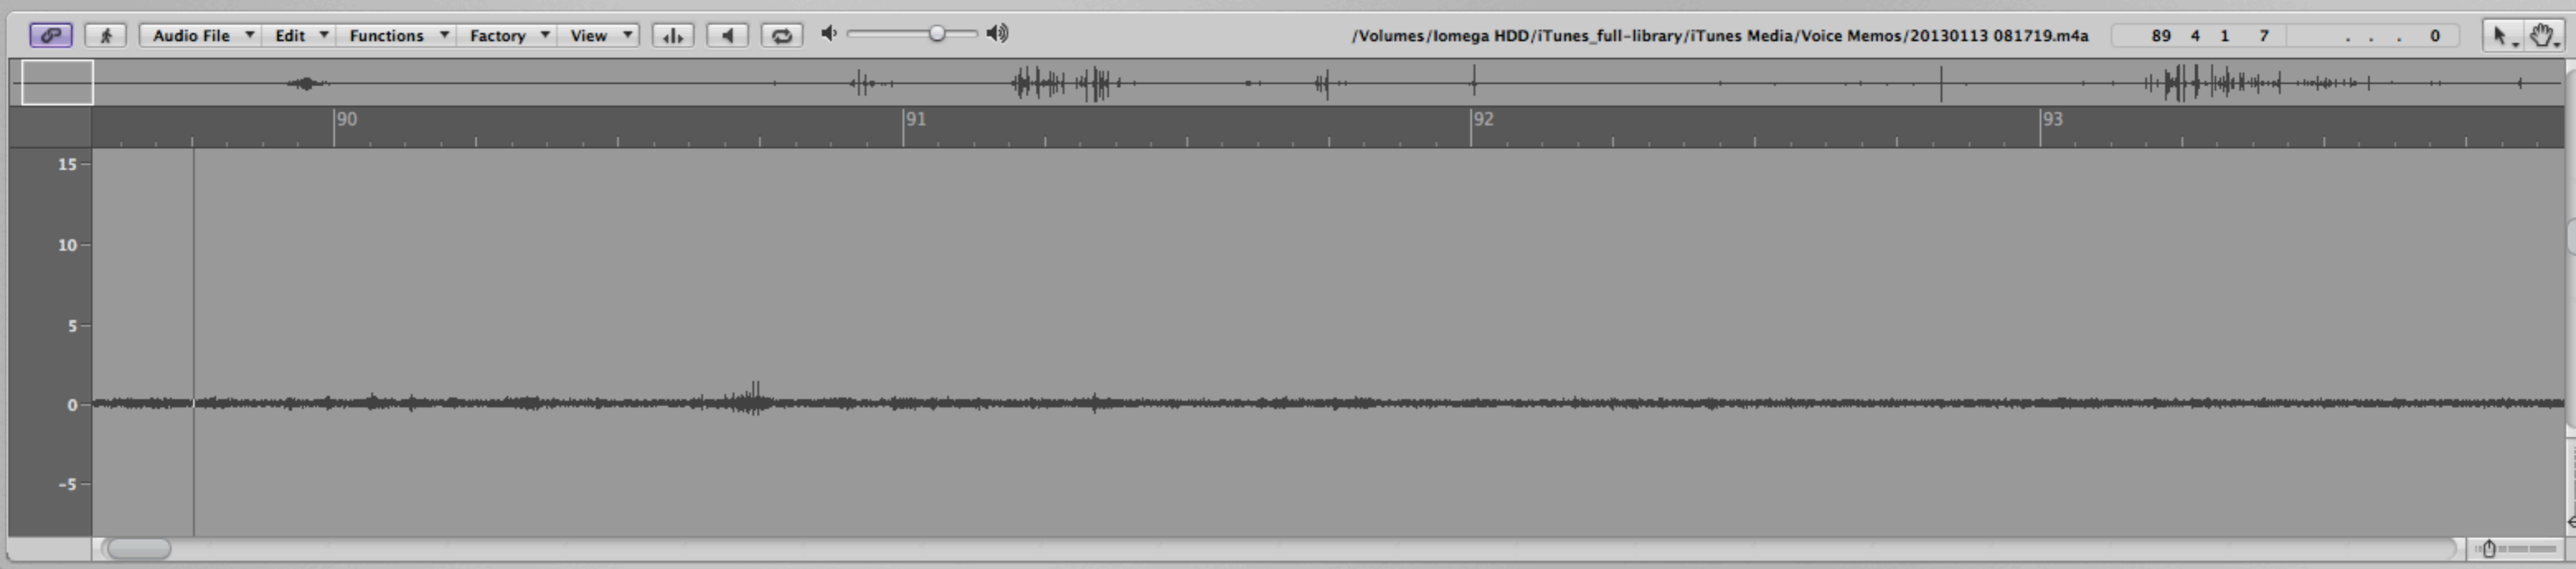 Audio File Edit Functions Factory View /Volumes/Iomega HDD/iTunes_full-library/iTunes Media/Voice Memos/20130113 081719.m4a 89 4 1 7 . . . 0
90 91 92 93
15
10
5
0
-5